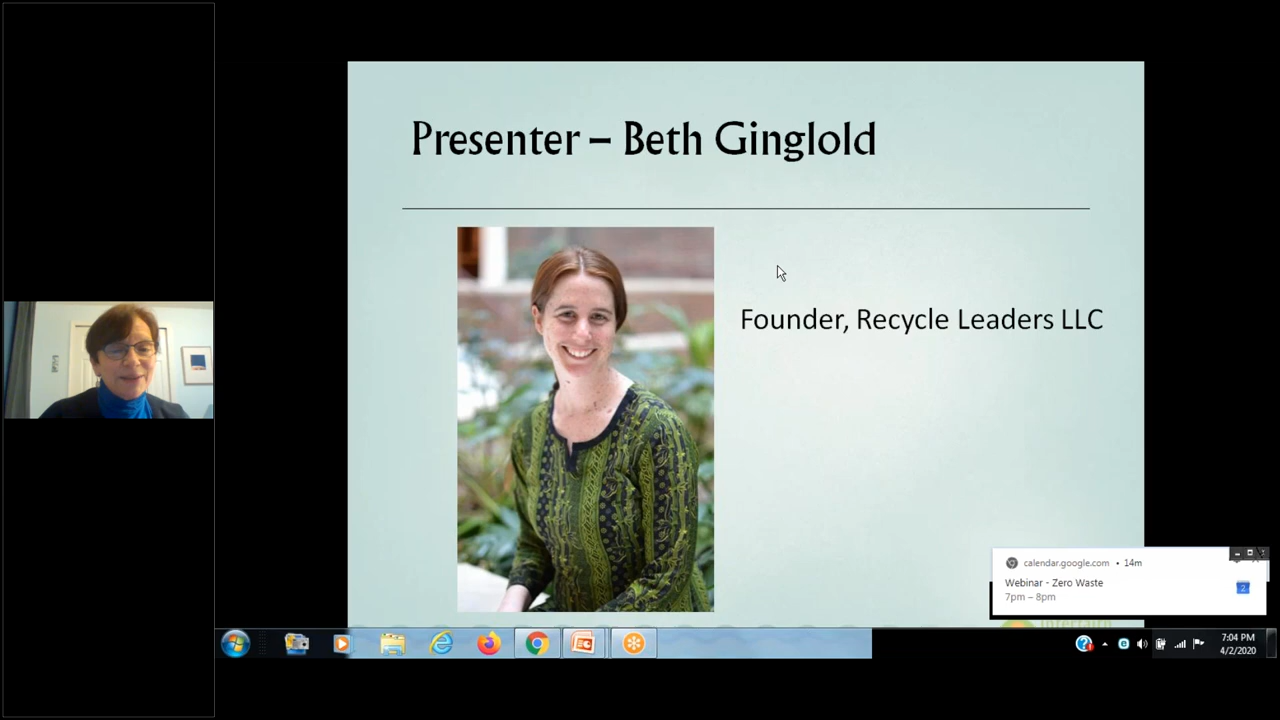 Presenter – Beth Ginglold
Founder, Recycle Leaders LLC
calendar.google.com • 14m
Webinar - Zero Waste
7pm – 8pm
2
7:04 PM
4/2/2020